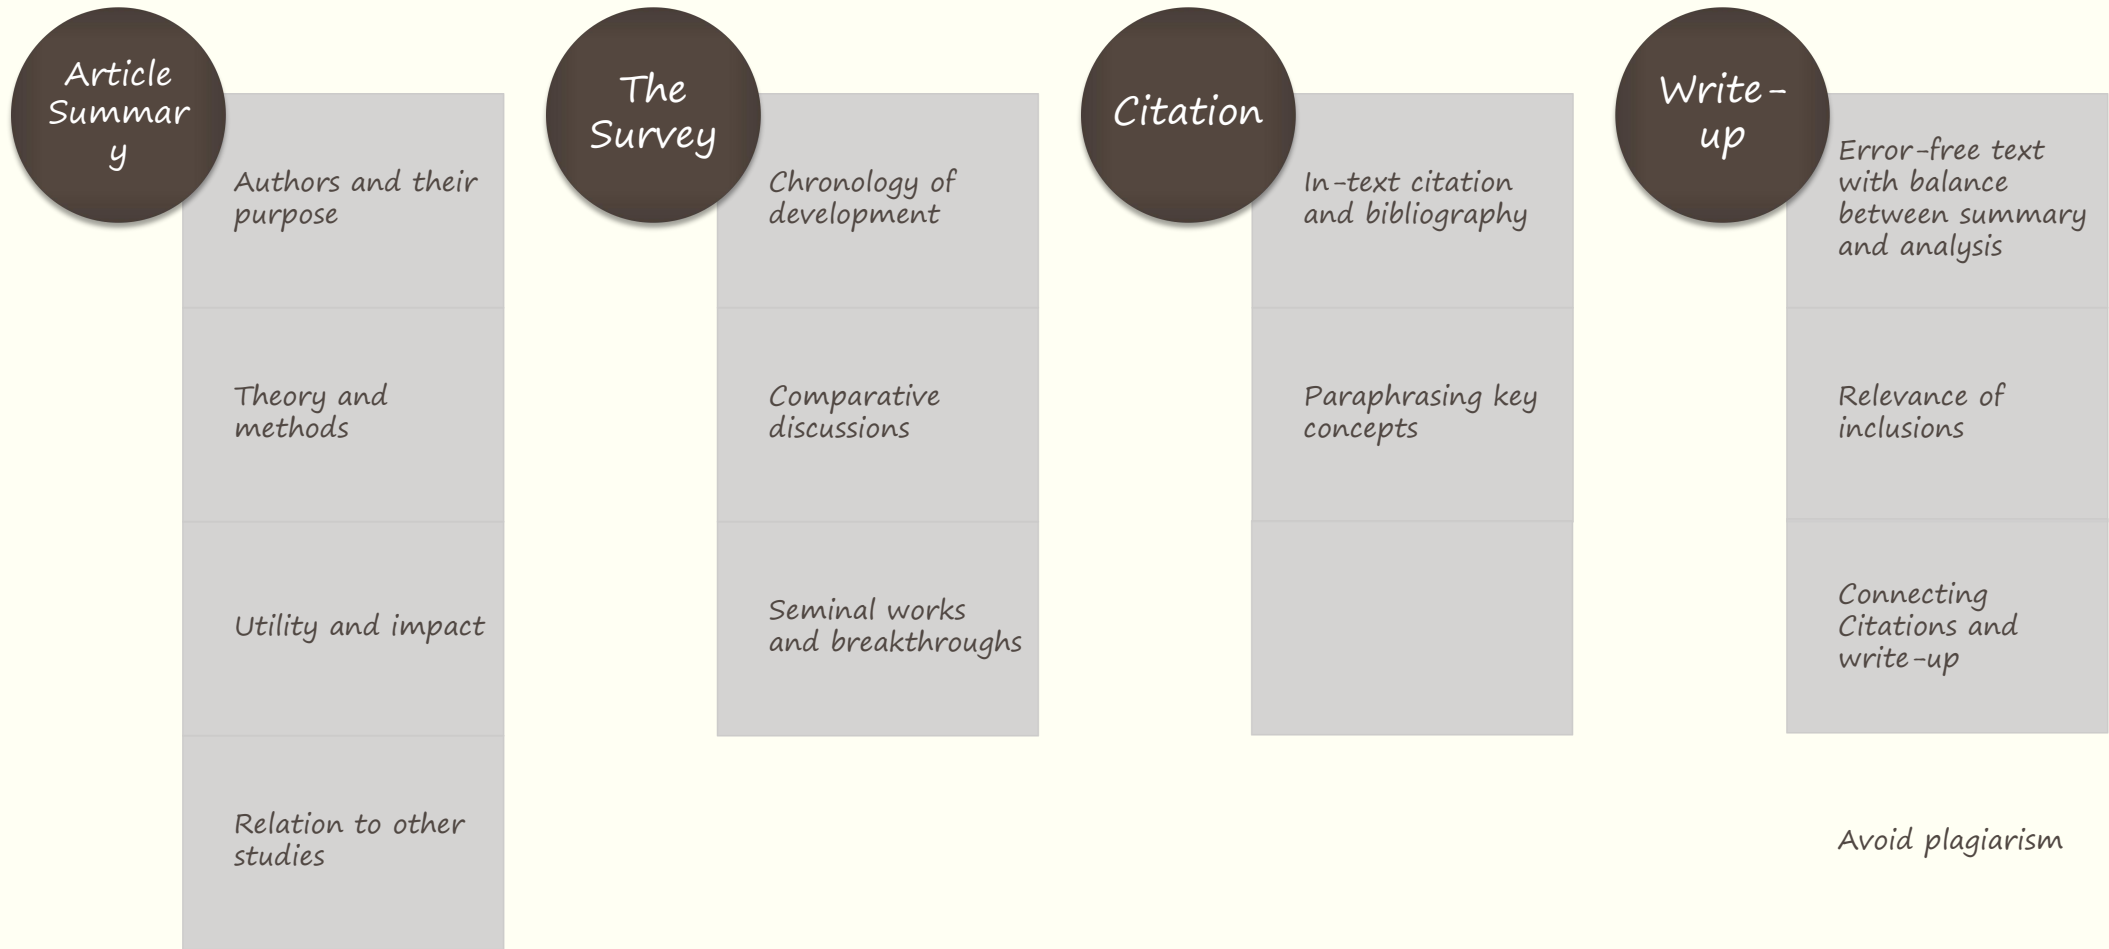 Article
Summar
y
Authors and their
purpose
Theory and
methods
Utility and impact
Relation to other
studies
The
Survey
Chronology of
development
Comparative
discussions
Seminal works
and breakthroughs
Citation
In-text citation
and bibliography
Paraphrasing key
concepts
Write-
up
Error-free text
with balance
between summary
and analysis
Relevance of
inclusions
Connecting
Citations and
write-up
Avoid plagiarism